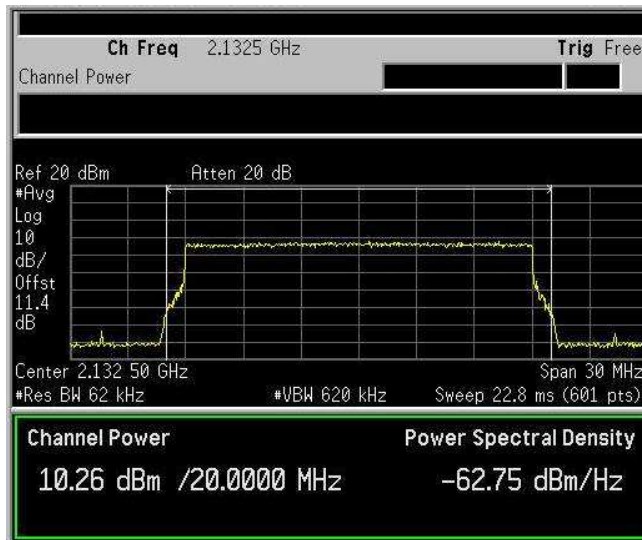 Ch Freq 2.1325 GHz Trig Free
Channel Power
Ref 20 dBm Atten 20 dB
#Avg
Log
10
dB/
Offst
11.4
dB
Center 2.132 50 GHz Span 30 MHz
#Res BW 62 kHz #VBW 620 kHz Sweep 22.8 ms (601 pts)
Channel Power Power Spectral Density
10.26 dBm /20.0000 MHz -62.75 dBm/Hz